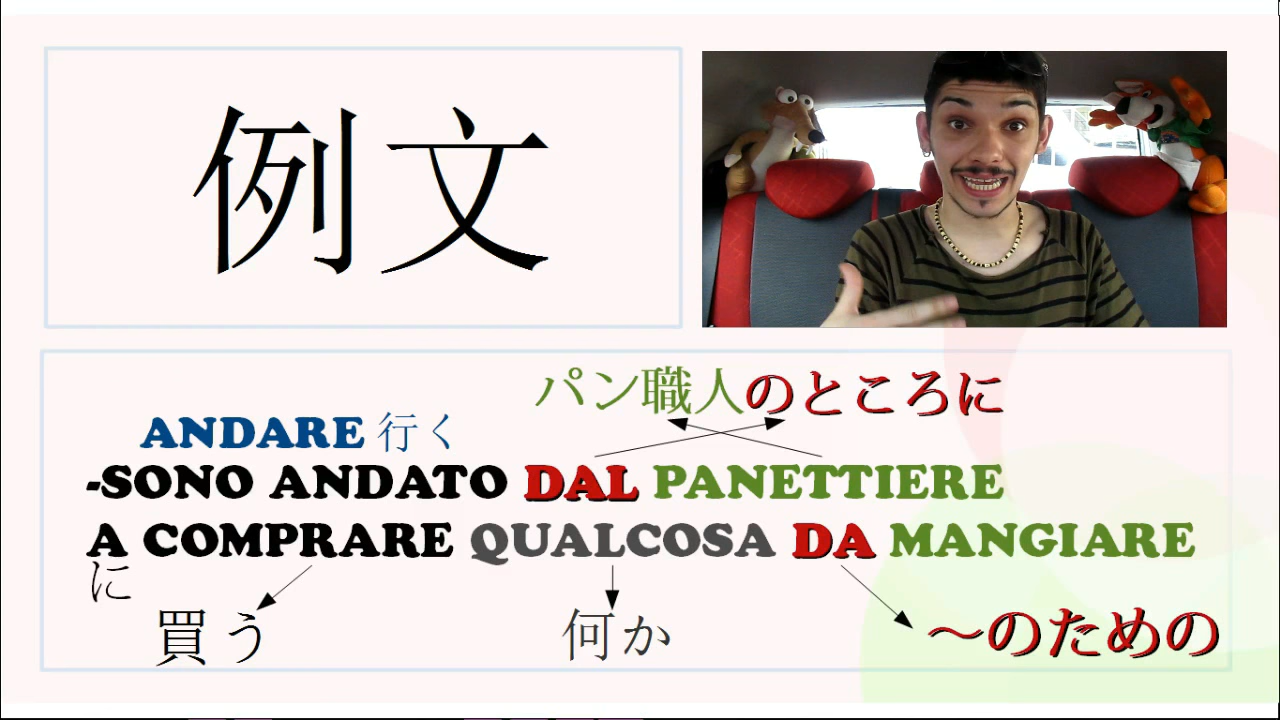 例文
パン職人のところに
ANDARE 行く
-SONO ANDATO DAL PANETTIERE
A COMPRARE QUALCOSA DA MANGIARE
に
買う 何か ～のための